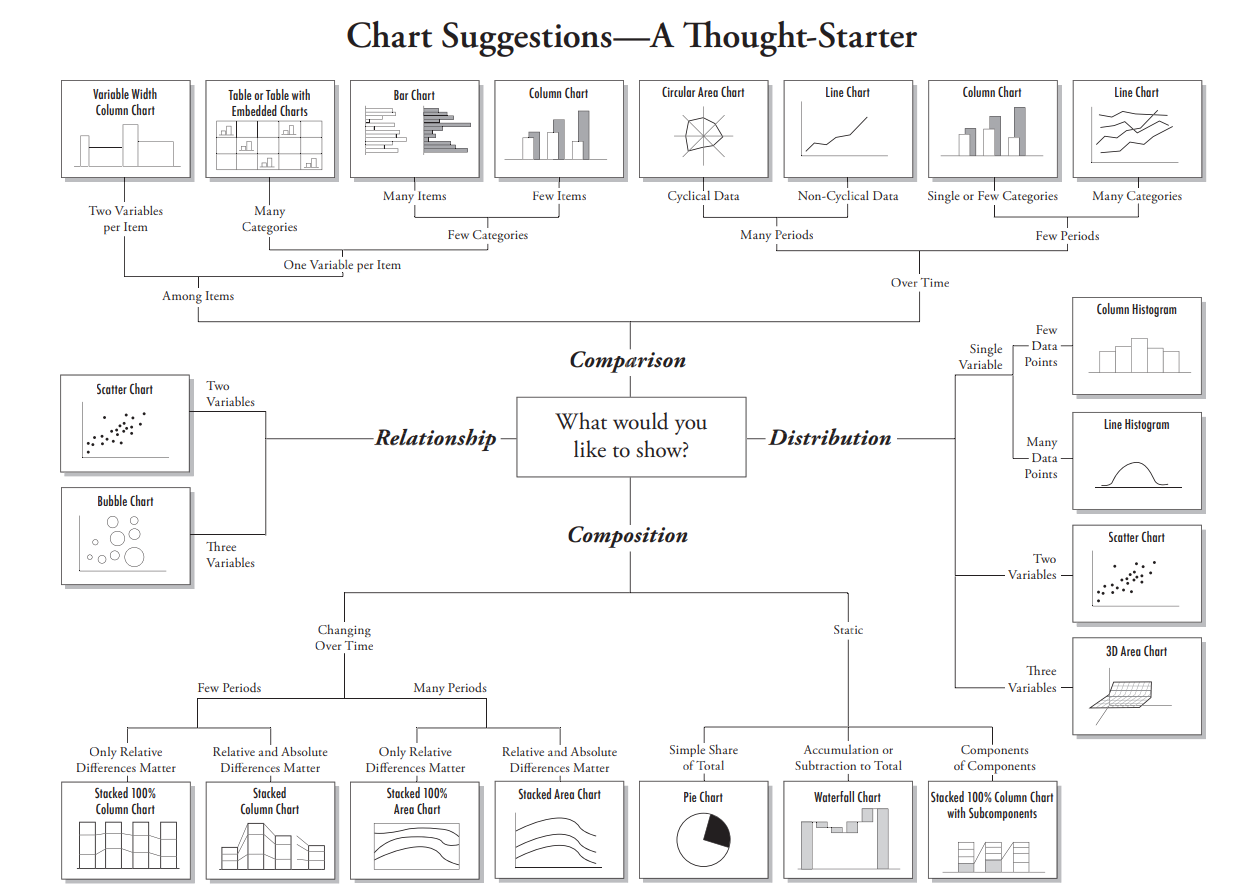 Chart Suggestions—A Thought-Starter
Variable Width
Column Chart
Table or Table with
Embedded Charts
Bar Chart
Column Chart
Circular Area Chart
Line Chart
Column Chart
Line Chart
Two Variables
per Item
Many
Categories
Many Items
Few Items
Cyclical Data
Non-Cyclical Data
Single or Few Categories
Many Categories
Few Categories
Many Periods
Few Periods
One Variable per Item
Over Time
Among Items
Comparison
Scatter Chart
Two
Variables
Bubble Chart
Three
Variables
Relationship
What would you
like to show?
Distribution
Single
Variable
Few
Data
Points
Column Histogram
Many
Data
Points
Line Histogram
Two
Variables
Scatter Chart
Three
Variables
3D Area Chart
Composition
Changing
Over Time
Static
Few Periods
Many Periods
Only Relative
Differences Matter
Relative and Absolute
Differences Matter
Only Relative
Differences Matter
Relative and Absolute
Differences Matter
Simple Share
of Total
Accumulation or
Subtraction to Total
Components
of Components
Stacked 100%
Column Chart
Stacked
Column Chart
Stacked 100%
Area Chart
Stacked Area Chart
Pie Chart
Waterfall Chart
Stacked 100% Column Chart
with Subcomponents